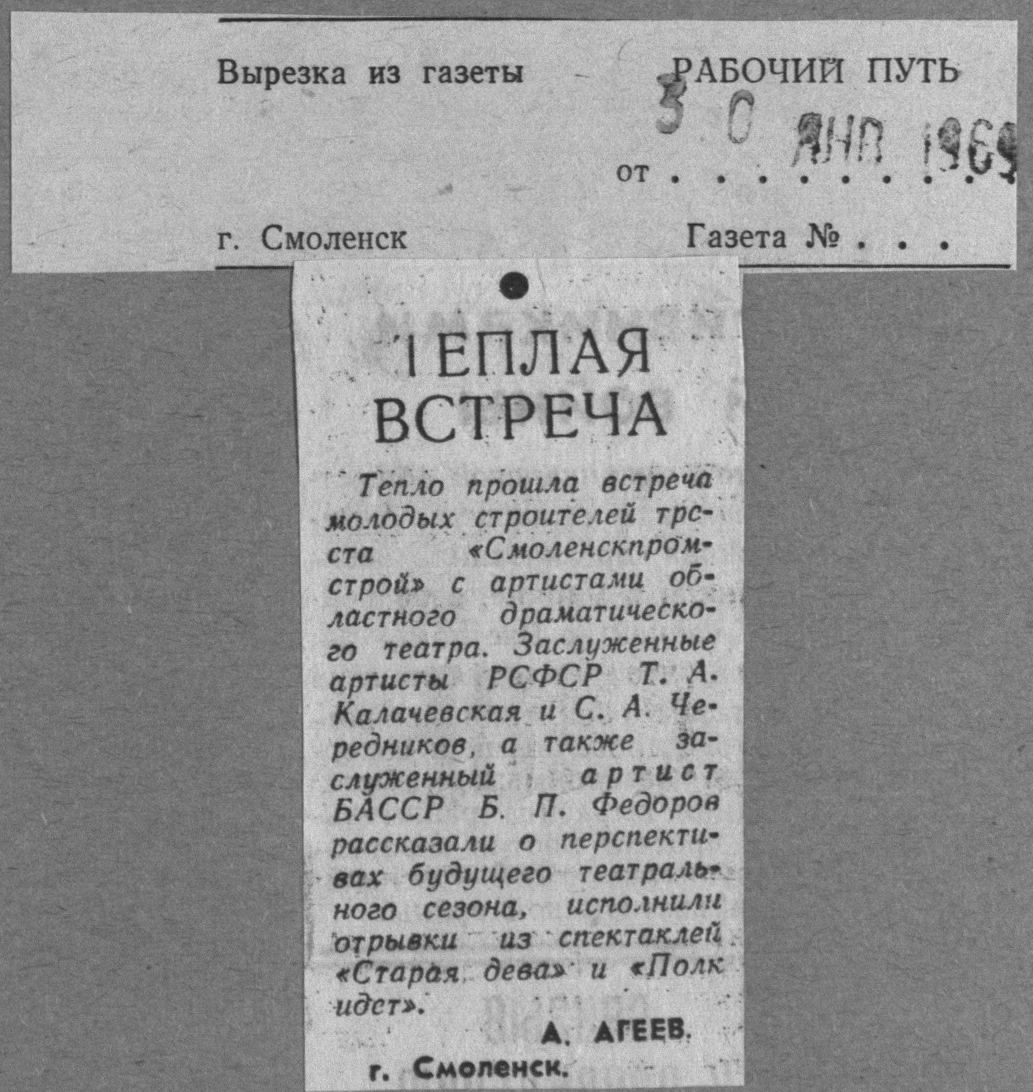 Вырезка из газеты РАБОЧИЙ ПУТЬ
30 ЯНВ 1969
от . . . . . . . . .
г. Смоленск Газета № . . .
ТЕПЛАЯ
ВСТРЕЧА
Тепло прошла встреча
молодых строителей тре-
ста «Смоленскпром-
строй» с артистами об-
ластного драматическо-
го театра. Заслуженные
артисты РСФСР Т. А.
Калачевская и С. А. Че-
редников, а также за-
служенный артист
БАССР Б. П. Федоров
рассказали о перспекти-
вах будущего театраль-
ного сезона, исполнили
отрывки из спектаклей
«Старая дева» и «Полк
идет».
А. АГЕЕВ.
г. Смоленск.